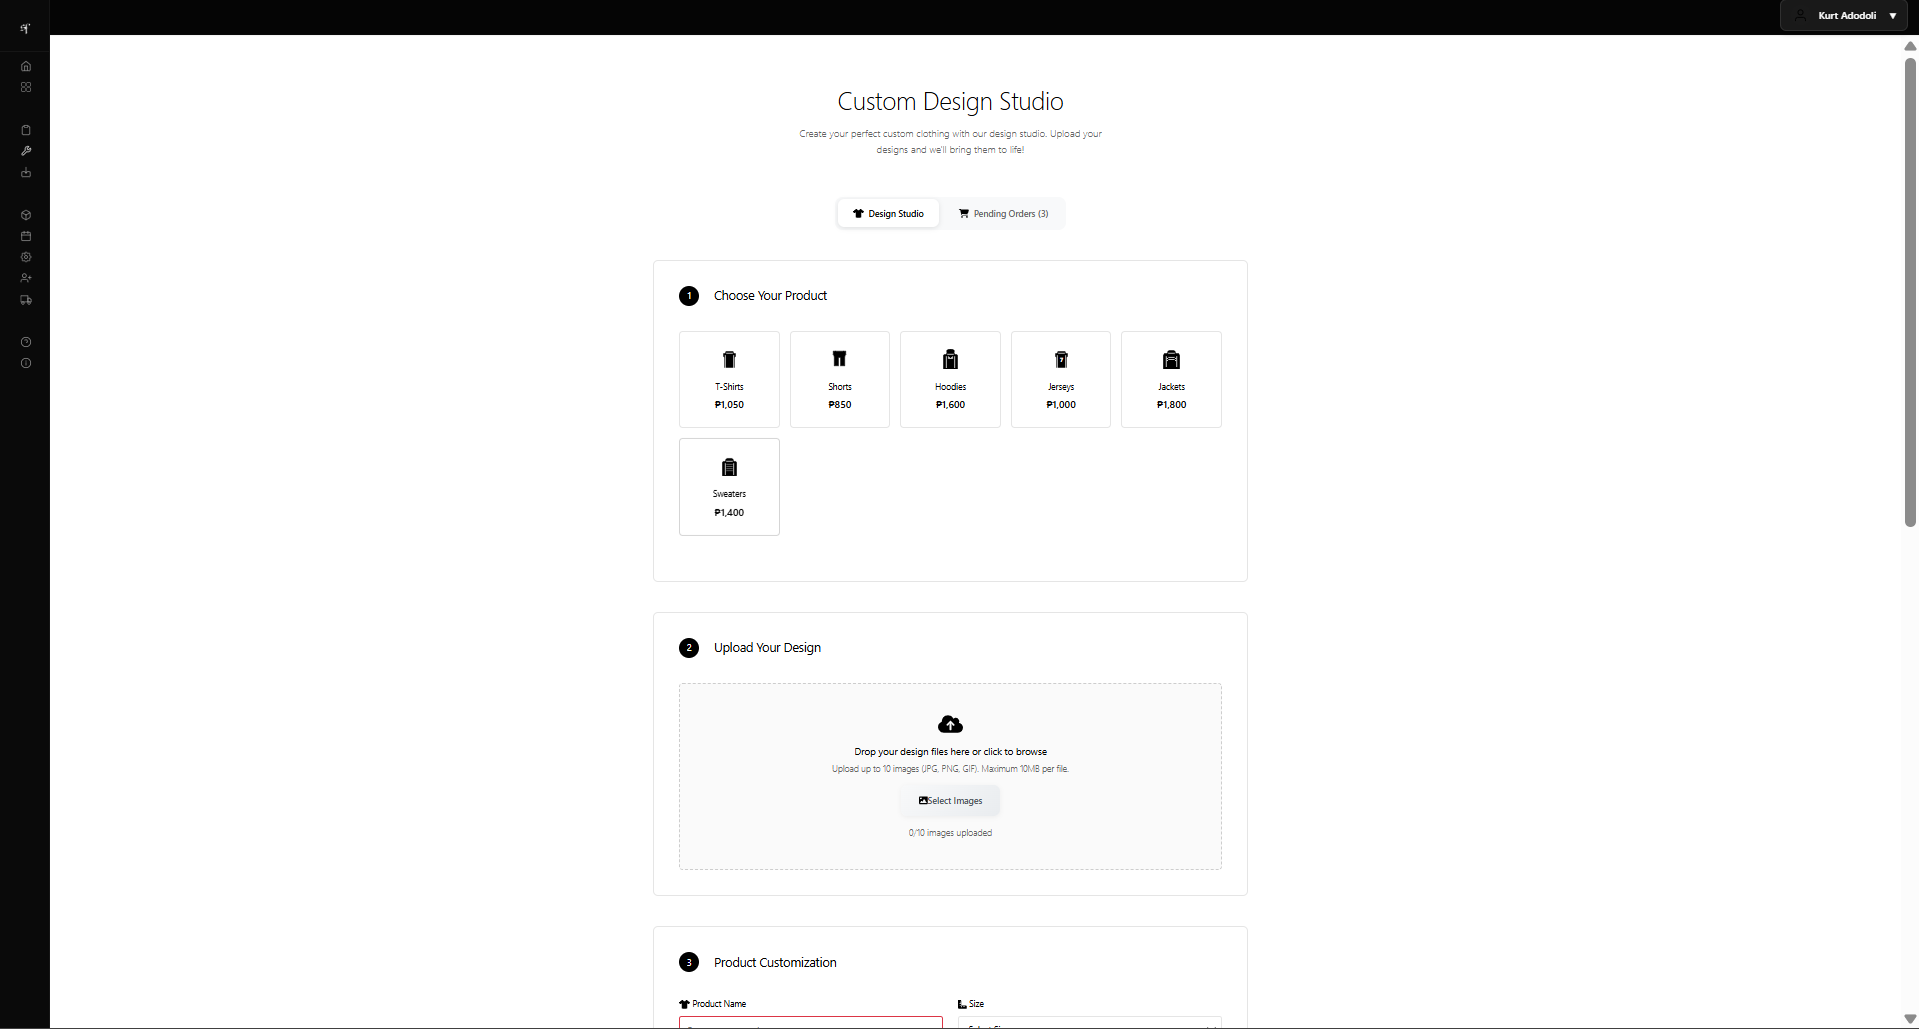 Kurt Adodoli ▼
Custom Design Studio
Create your perfect custom clothing with our design studio. Upload your
designs and we'll bring them to life!
Design Studio
Pending Orders (3)
1
Choose Your Product
T-Shirts
₱1,050
Shorts
₱850
Hoodies
₱1,600
7
Jerseys
₱1,000
Jackets
₱1,800
Sweaters
₱1,400
2
Upload Your Design
Drop your design files here or click to browse
Upload up to 10 images (JPG, PNG, GIF). Maximum 10MB per file.
Select Images
0/10 images uploaded
3
Product Customization
Product Name
Size